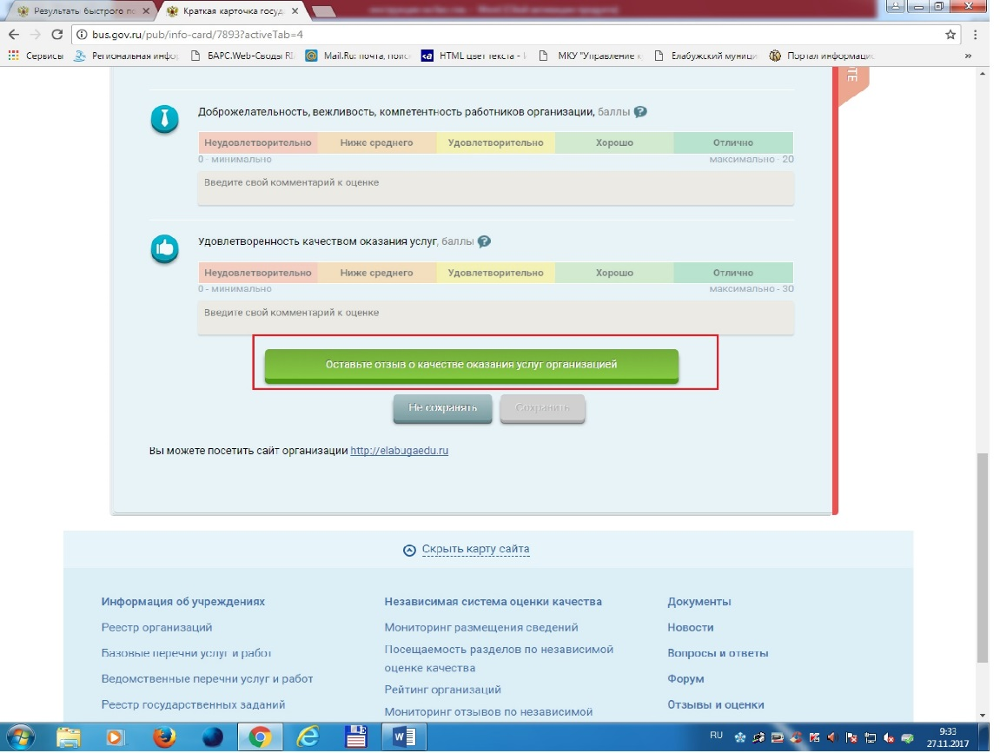 Результаты быстрого по
Краткая карточка госуд
bus.gov.ru/pub/info-card/7893?activeTab=4
Сервисы
Региональная инфор
БАРС.Web-Своды
Mail.Ru: почта, поис
HTML цвет текста -
МКУ "Управление
Елабужский муници
Портал информаци
»
Доброжелательность, вежливость, компетентность работников организации, баллы ?
Неудовлетворительно Ниже среднего Удовлетворительно Хорошо Отлично
0 - минимально максимально - 20
Введите свой комментарий к оценке
Удовлетворенность качеством оказания услуг, баллы ?
Неудовлетворительно Ниже среднего Удовлетворительно Хорошо Отлично
0 - минимально максимально - 30
Введите свой комментарий к оценке
Оставьте отзыв о качестве оказания услуг организацией
Не сохранять Сохранить
Вы можете посетить сайт организации http://elabugaedu.ru
Скрыть карту сайта
Информация об учреждениях
Реестр организаций
Базовые перечни услуг и работ
Ведомственные перечни услуг и работ
Реестр государственных заданий
Независимая система оценки качества
Мониторинг размещения сведений
Посещаемость разделов по независимой
оценке качества
Рейтинг организаций
Мониторинг отзывов по независимой
Документы
Новости
Вопросы и ответы
Форум
Отзывы и оценки
RU
9:33
27.11.2017